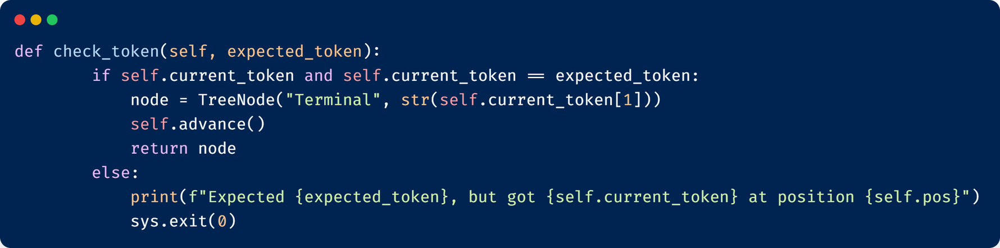 def check_token(self, expected_token):
        if self.current_token and self.current_token == expected_token:
            node = TreeNode("Terminal", str(self.current_token[1]))
            self.advance()
            return node
        else:
            print(f"Expected {expected_token}, but got {self.current_token} at position {self.pos}")
            sys.exit(0)